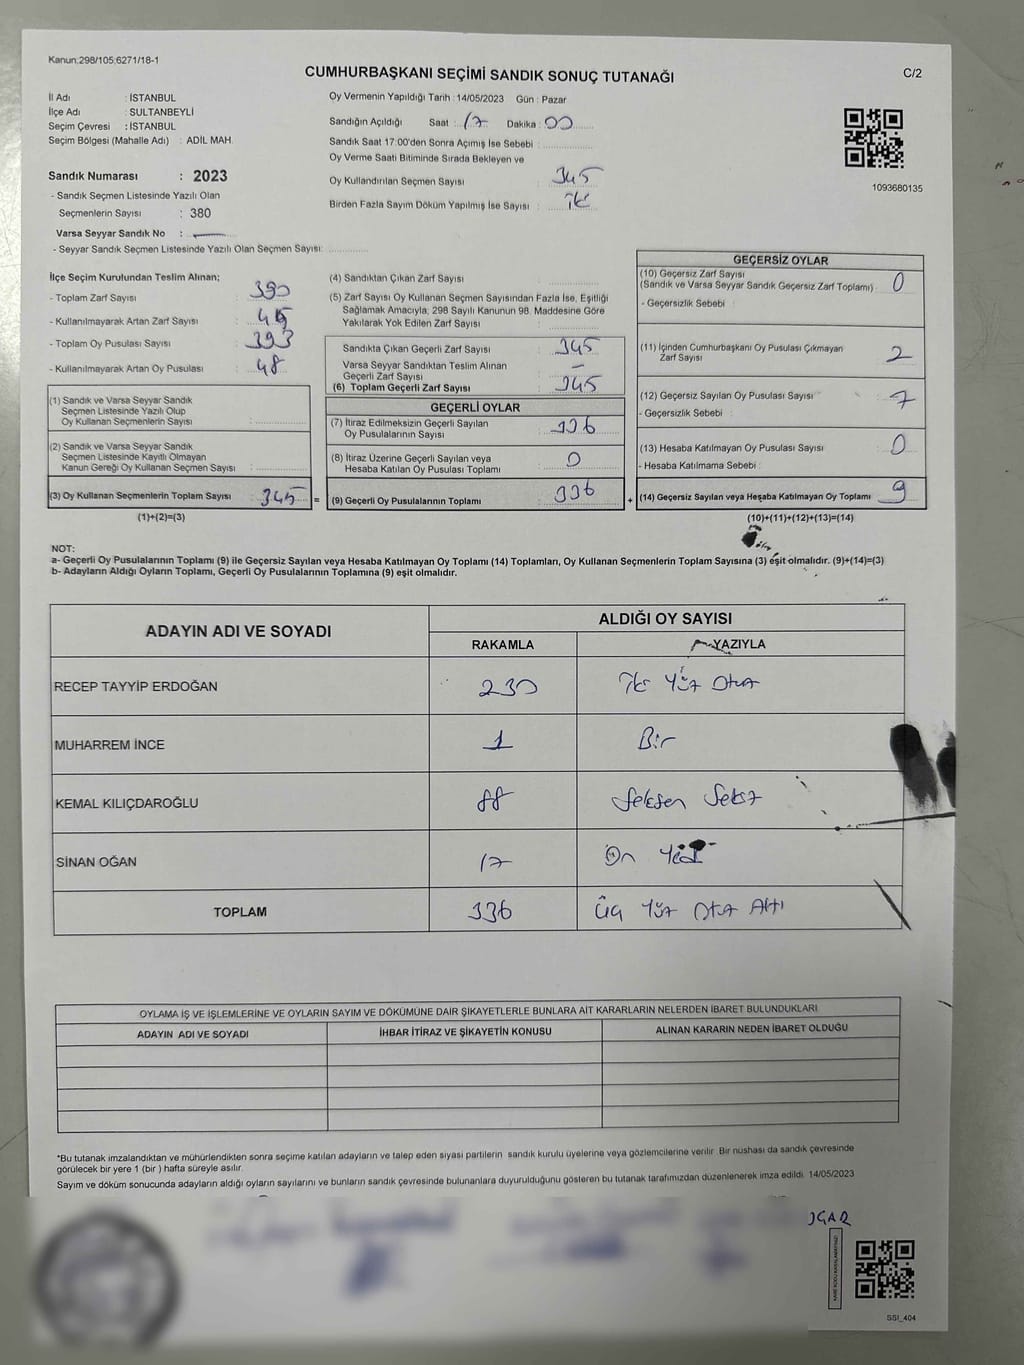 Kanun:298/105;6271/18-1
CUMHURBAŞKANI SEÇİMİ SANDIK SONUÇ TUTANAĞI
C/2
İl Adı : İSTANBUL
İlçe Adı : SULTANBEYLİ
Seçim Çevresi : İSTANBUL
Seçim Bölgesi (Mahalle Adı) : ADİL MAH.
Oy Vermenin Yapıldığı Tarih : 14/05/2023 Gün : Pazar
Sandığın Açıldığı Saat : 17 Dakika : 00
Sandık Saat 17:00'den Sonra Açımış İse Sebebi :
Oy Verme Saati Bitiminde Sırada Bekleyen ve
Oy Kullandırılan Seçmen Sayısı : 345
Birden Fazla Sayım Döküm Yapılmış İse Sayısı : iki
1093680135
Sandık Numarası : 2023
- Sandık Seçmen Listesinde Yazılı Olan
Seçmenlerin Sayısı : 380
Varsa Seyyar Sandık No :
- Seyyar Sandık Seçmen Listesinde Yazılı Olan Seçmen Sayısı:
İlçe Seçim Kurulundan Teslim Alınan;
- Toplam Zarf Sayısı : 390
- Kullanılmayarak Artan Zarf Sayısı :
- Toplam Oy Pusulası Sayısı : 393
- Kullanılmayarak Artan Oy Pusulası : 48
(1) Sandık ve Varsa Seyyar Sandık
Seçmen Listesinde Yazılı Olup
Oy Kullanan Seçmenlerin Sayısı :
(2) Sandık ve Varsa Seyyar Sandık
Seçmen Listesinde Kayıtlı Olmayan
Kanun Gereği Oy Kullanan Seçmen Sayısı :
(3) Oy Kullanan Seçmenlerin Toplam Sayısı : 345 =
(1)+(2)=(3)
(4) Sandıktan Çıkan Zarf Sayısı :
(5) Zarf Sayısı Oy Kullanan Seçmen Sayısından Fazla İse, Eşitliği
Sağlamak Amacıyla; 298 Sayılı Kanunun 98. Maddesine Göre
Yakılarak Yok Edilen Zarf Sayısı :
Sandıkta Çıkan Geçerli Zarf Sayısı : 345
Varsa Seyyar Sandıktan Teslim Alınan
Geçerli Zarf Sayısı : -
(6) Toplam Geçerli Zarf Sayısı : 345
GEÇERLİ OYLAR
(7) İtiraz Edilmeksizin Geçerli Sayılan
Oy Pusulalarının Sayısı : 336
(8) İtiraz Üzerine Geçerli Sayılan veya
Hesaba Katılan Oy Pusulası Toplamı : 0
(9) Geçerli Oy Pusulalarının Toplamı : 336 +
GEÇERSİZ OYLAR
(10) Geçersiz Zarf Sayısı
(Sandık ve Varsa Seyyar Sandık Geçersiz Zarf Toplamı) : 0
- Geçersizlik Sebebi :
(11) İçinden Cumhurbaşkanı Oy Pusulası Çıkmayan
Zarf Sayısı : 2
(12) Geçersiz Sayılan Oy Pusulası Sayısı : 7
- Geçersizlik Sebebi :
(13) Hesaba Katılmayan Oy Pusulası Sayısı : 0
- Hesaba Katılmama Sebebi :
(14) Geçersiz Sayılan veya Hesaba Katılmayan Oy Toplamı : 9
(10)+(11)+(12)+(13)=(14)
NOT:
a- Geçerli Oy Pusulalarının Toplamı (9) ile Geçersiz Sayılan veya Hesaba Katılmayan Oy Toplamı (14) Toplamları, Oy Kullanan Seçmenlerin Toplam Sayısına (3) eşit olmalıdır. (9)+(14)=(3)
b- Adayların Aldığı Oyların Toplamı, Geçerli Oy Pusulalarının Toplamına (9) eşit olmalıdır.
ADAYIN ADI VE SOYADI
ALDIĞI OY SAYISI
RAKAMLA YAZIYLA
RECEP TAYYİP ERDOĞAN 230 iki Yüz Otuz
MUHARREM İNCE 1 Bir
KEMAL KILIÇDAROĞLU 88 Seksen Sekiz
SİNAN OĞAN 17 On Yedi
TOPLAM 336 Üç Yüz Otuz Altı
OYLAMA İŞ VE İŞLEMLERİNE VE OYLARIN SAYIM VE DÖKÜMÜNE DAİR ŞİKAYETLERLE BUNLARA AİT KARARLARIN NELERDEN İBARET BULUNDUKLARI
ADAYIN ADI VE SOYADI İHBAR İTİRAZ VE ŞİKAYETİN KONUSU ALINAN KARARIN NEDEN İBARET OLDUĞU
*Bu tutanak imzalandıktan ve mühürlendikten sonra seçime katılan adayların ve talep eden siyasi partilerin sandık kurulu üyelerine veya gözlemcilerine verilir. Bir nüshası da sandık çevresinde
görülecek bir yere 1 (bir ) hafta süreyle asılır.
Sayım ve döküm sonucunda adayların aldığı oyların sayılarını ve bunların sandık çevresinde bulunanlara duyurulduğunu gösteren bu tutanak tarafımızdan düzenlenerek imza edildi. 14/05/2023
SSI_404